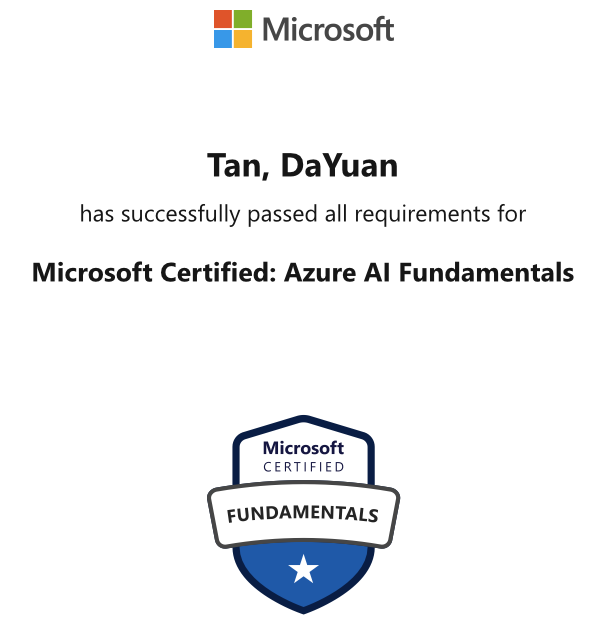 Microsoft
Tan, DaYuan
has successfully passed all requirements for
Microsoft Certified: Azure AI Fundamentals
Microsoft
CERTIFIED
FUNDAMENTALS